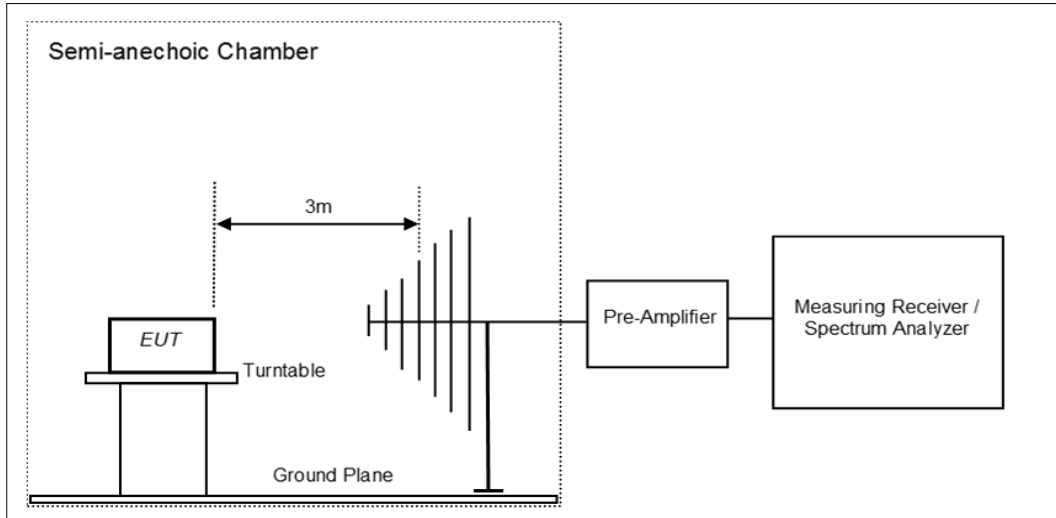 Semi-anechoic Chamber
3m
EUT
Turntable
Ground Plane
Pre-Amplifier
Measuring Receiver /
Spectrum Analyzer